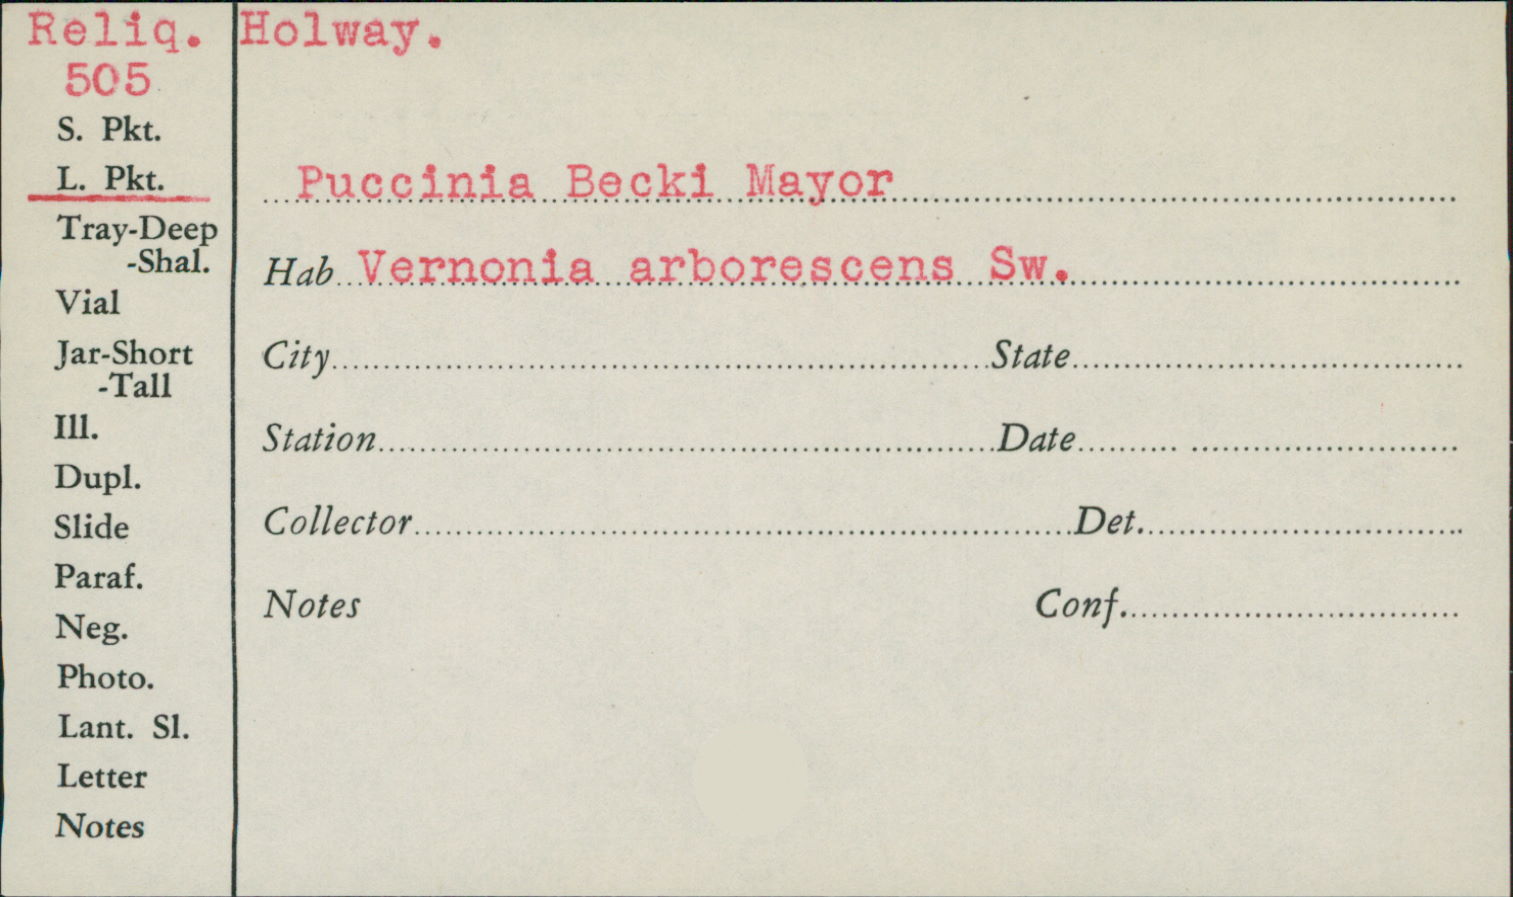 Reliq. Holway.
505
S. Pkt.
L. Pkt.
Tray-Deep
-Shal.
Vial
Jar-Short
-Tall
Ill.
Dupl.
Slide
Paraf.
Neg.
Photo.
Lant. Sl.
Letter
Notes
Puccinia Becki Mayor
Hab Vernonia arborescens Sw.
City State
Station Date
Collector Det.
Notes Conf.